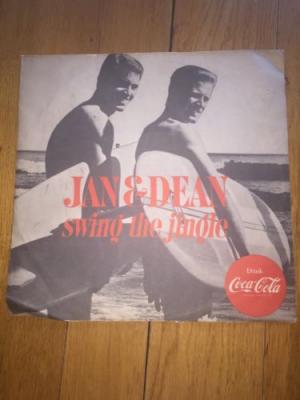 JAN & DEAN
swing the jingle
Drink
Coca-Cola